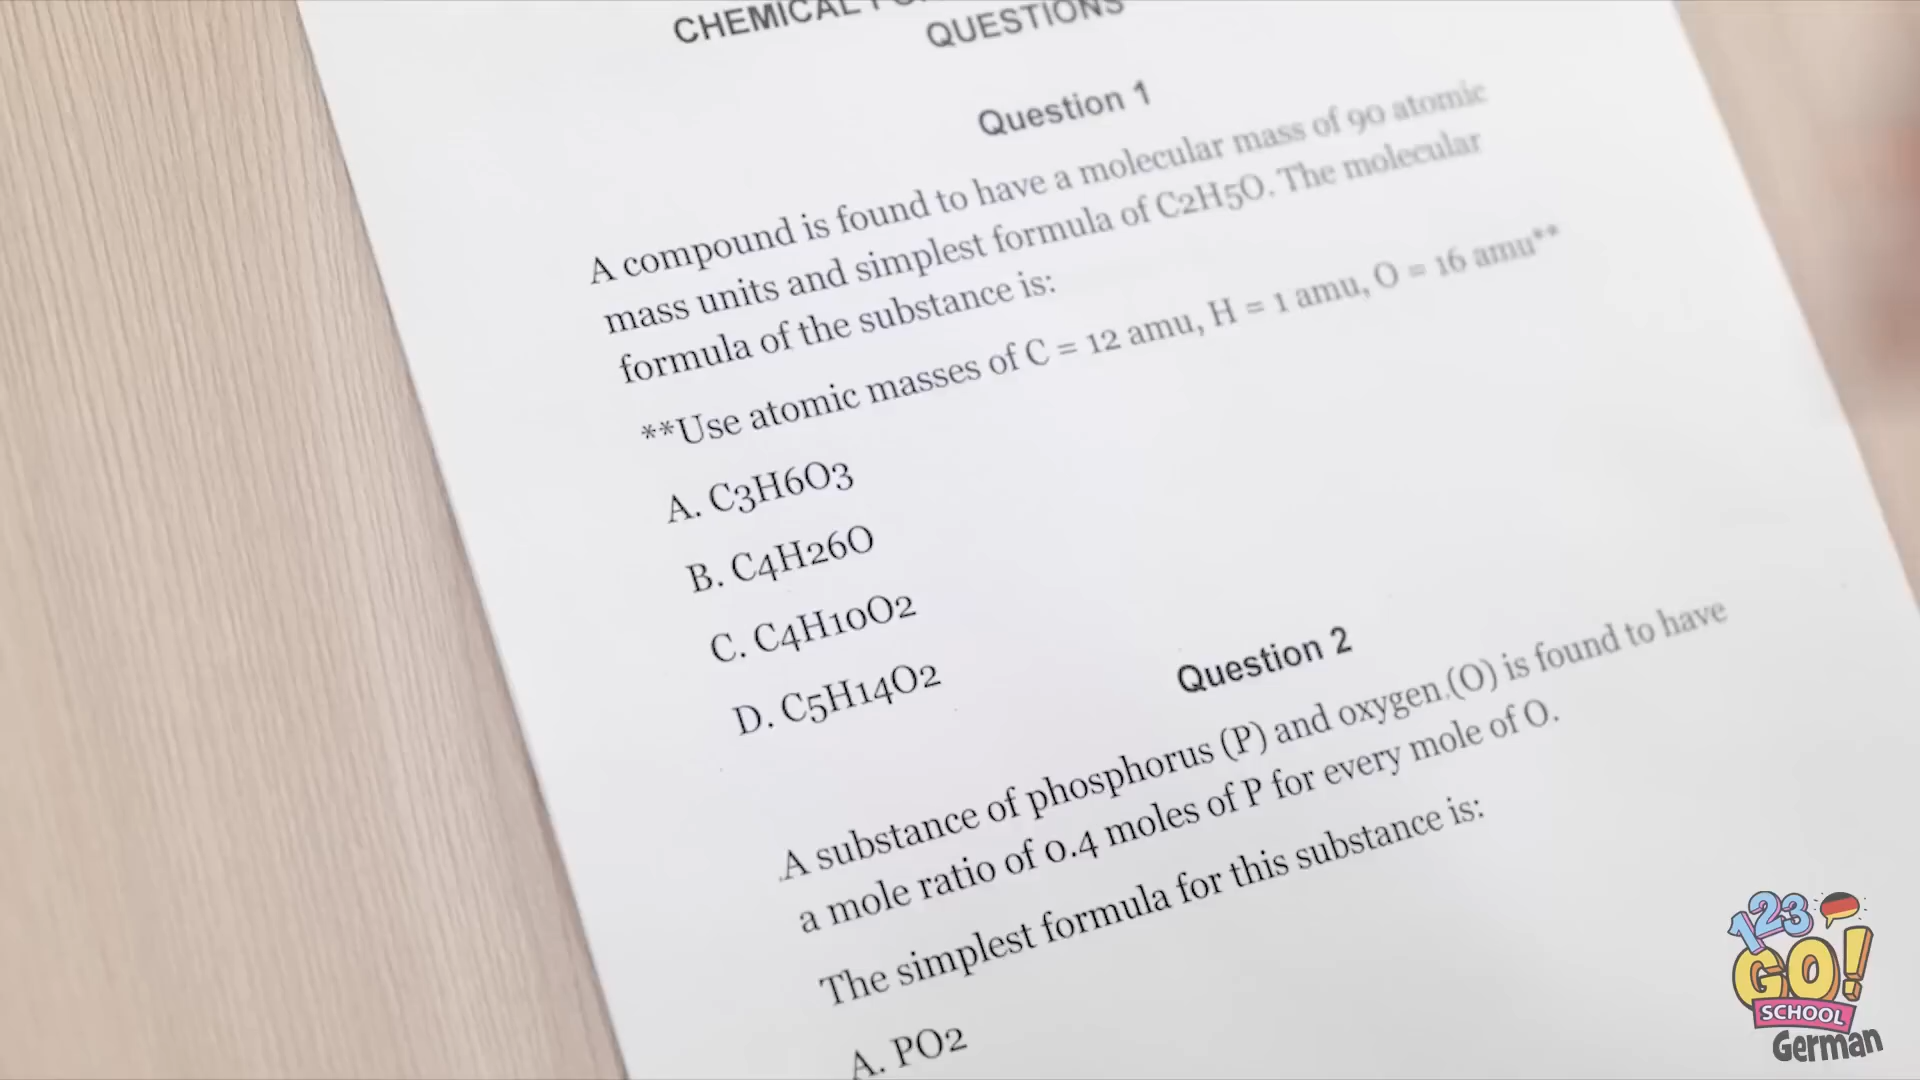 CHEMICAL
QUESTIONS
Question 1
A compound is found to have a molecular mass of 90 atomic
mass units and simplest formula of C2H5O. The molecular
formula of the substance is:
**Use atomic masses of C = 12 amu, H = 1 amu, O = 16 amu**
A. C3H6O3
B. C4H26O
C. C4H10O2
D. C5H14O2
Question 2
A substance of phosphorus (P) and oxygen (O) is found to have
a mole ratio of 0.4 moles of P for every mole of O.
The simplest formula for this substance is:
A. PO2
123
GO!
SCHOOL
German